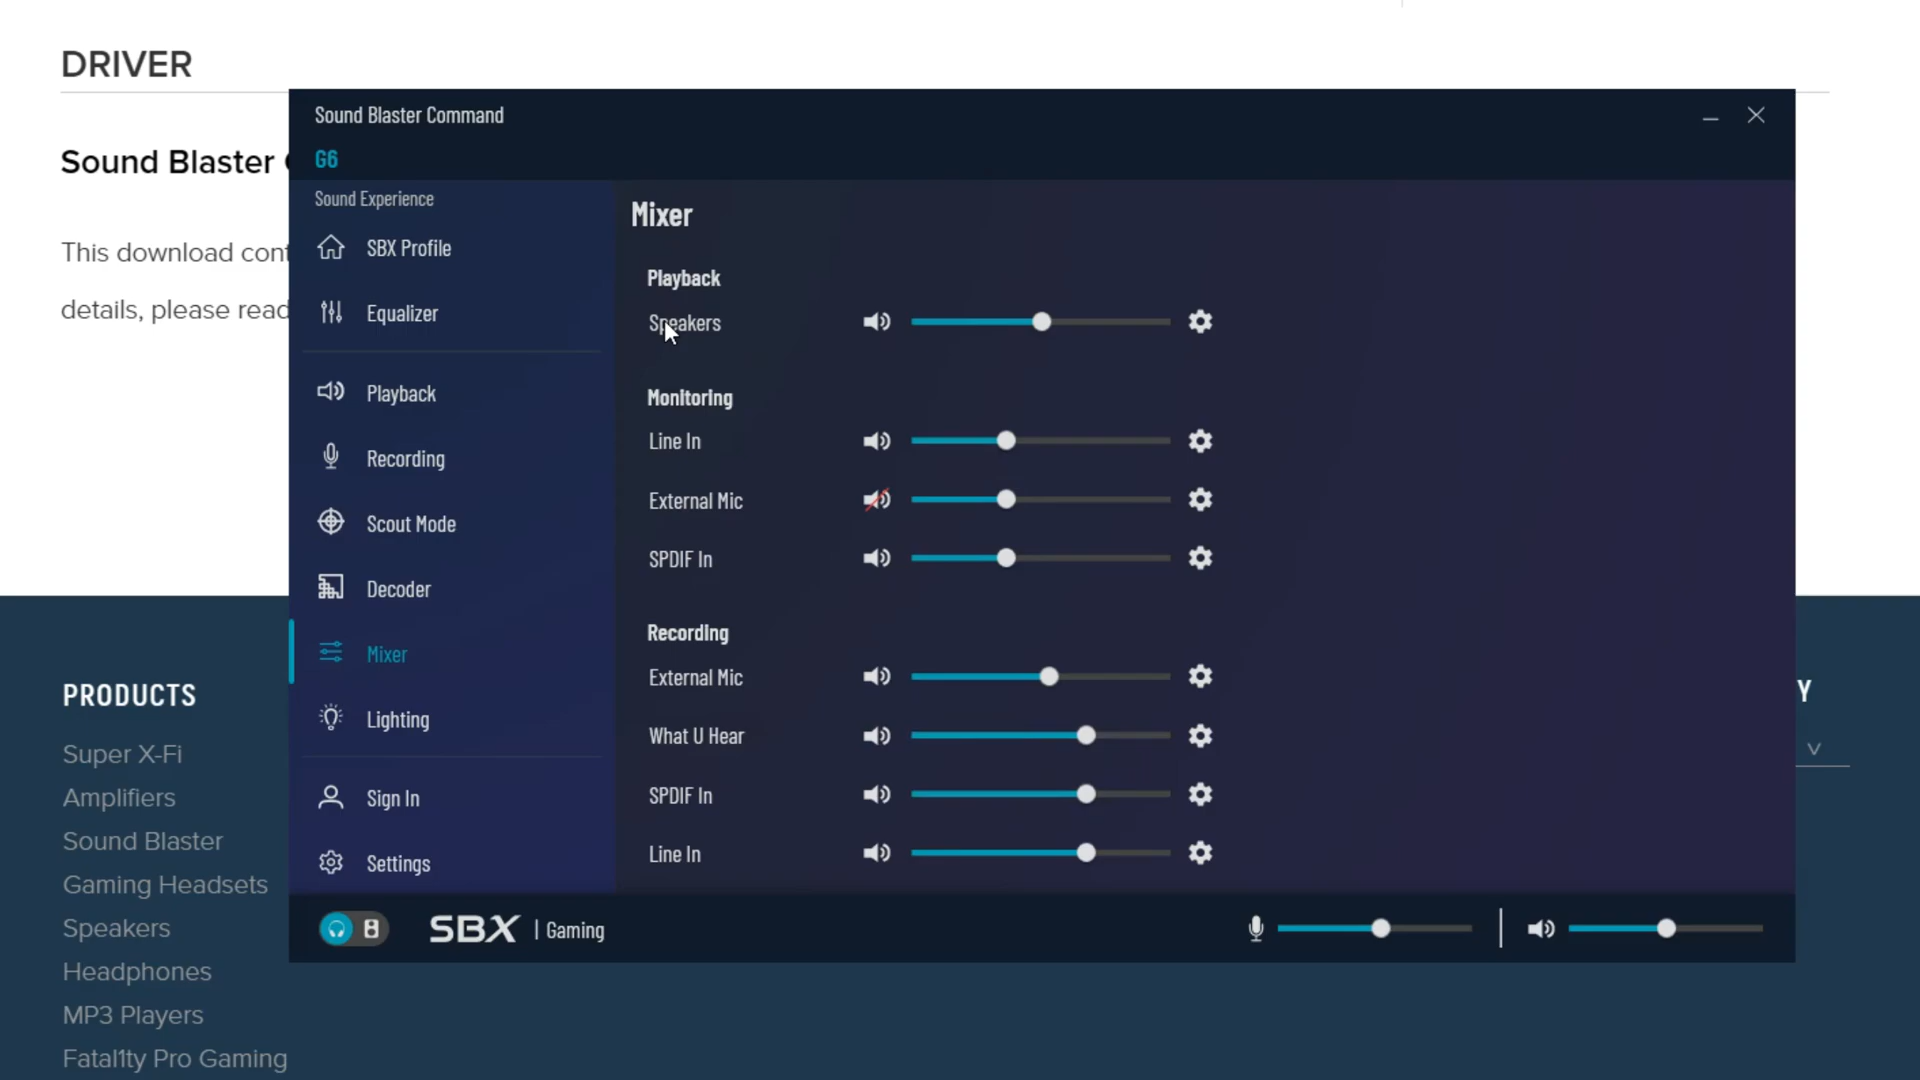 DRIVER
Sound Blaster
This download cont
details, please read
Sound Blaster Command
G6
Sound Experience
SBX Profile
Equalizer
Playback
Recording
Scout Mode
Decoder
Mixer
Lighting
Sign In
Settings
Mixer
Playback
Speakers
Monitoring
Line In
External Mic
SPDIF In
Recording
External Mic
What U Hear
SPDIF In
Line In
SBX | Gaming
PRODUCTS
Super X-Fi
Amplifiers
Sound Blaster
Gaming Headsets
Speakers
Headphones
MP3 Players
Fatal1ty Pro Gaming
Y